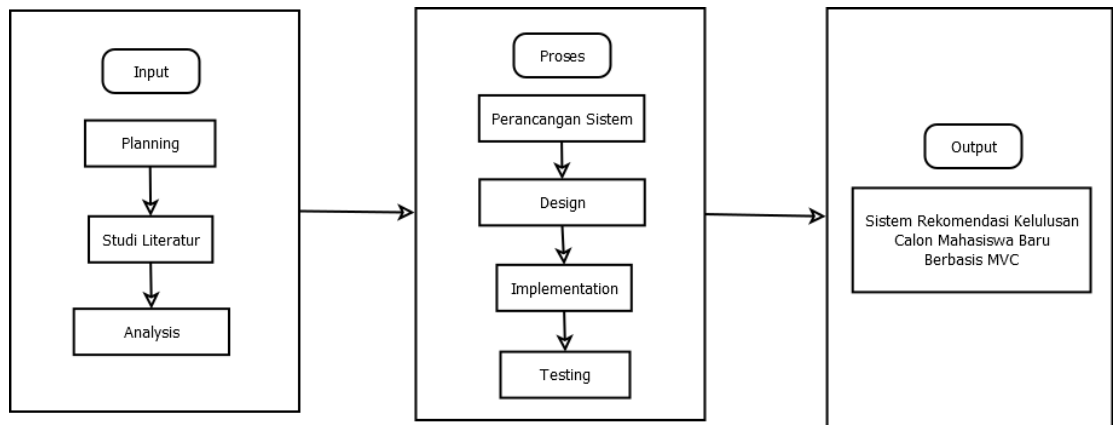 Input
Planning
Studi Literatur
Analysis
Proses
Perancangan Sistem
Design
Implementation
Testing
Output
Sistem Rekomendasi Kelulusan
Calon Mahasiswa Baru
Berbasis MVC